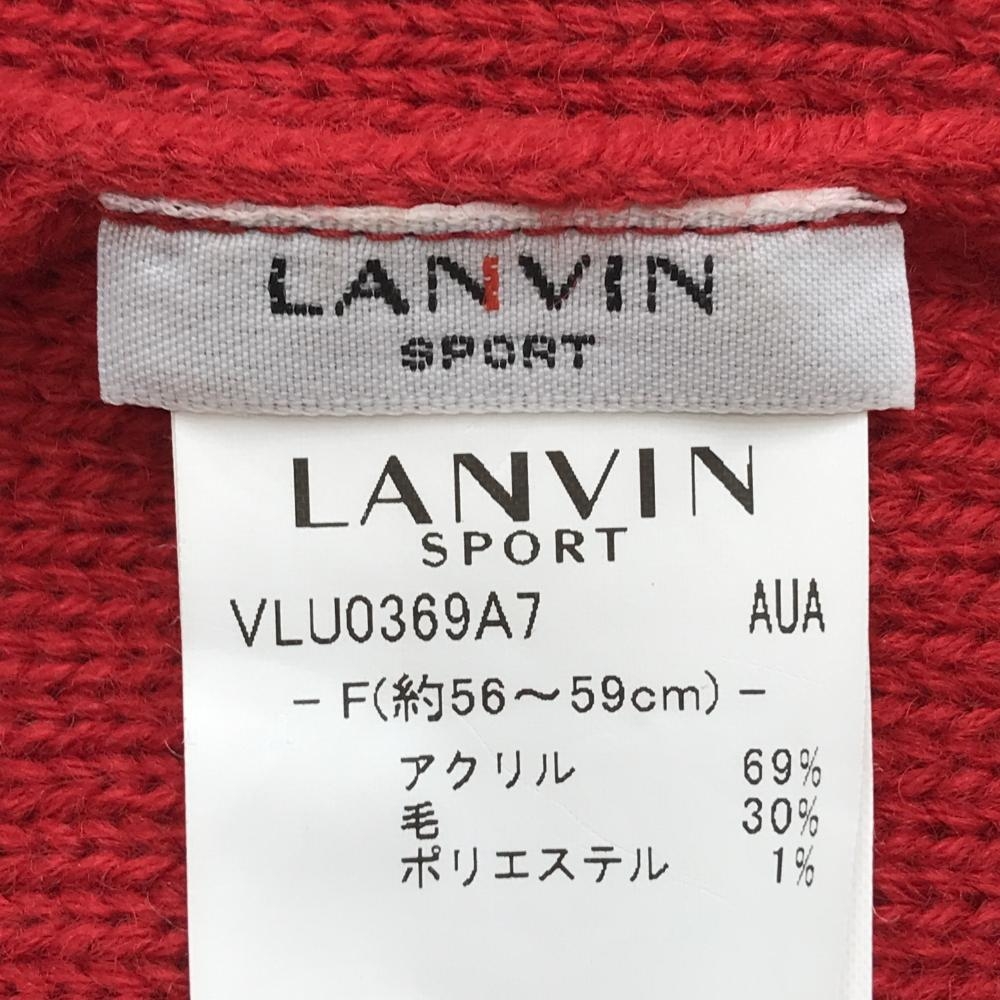 LANVIN
SPORT
LANVIN
SPORT
VLU0369A7 AUA
- F(約56～59cm) -
アクリル 69%
毛 30%
ポリエステル 1%